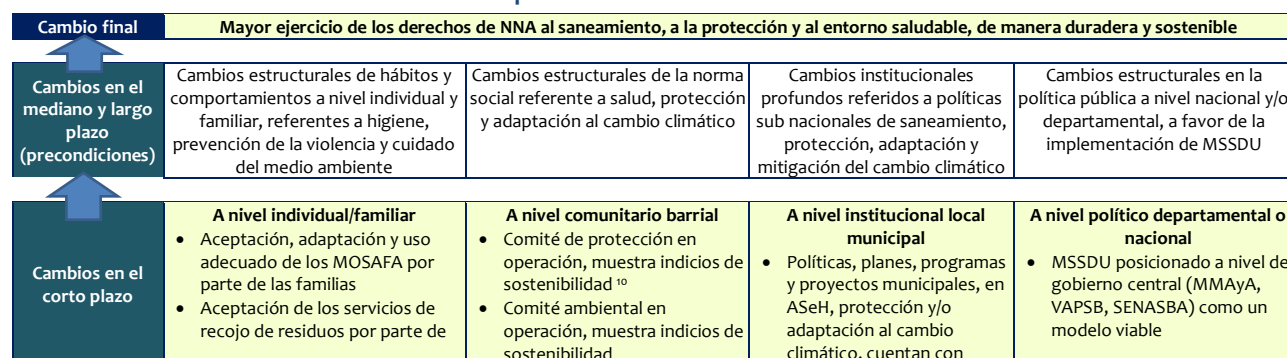 Cambio final
Mayor ejercicio de los derechos de NNA al saneamiento, a la protección y al entorno saludable, de manera duradera y sostenible
Cambios en el
mediano y largo
plazo
(precondiciones)
Cambios estructurales de hábitos y
comportamientos a nivel individual y
familiar, referentes a higiene,
prevención de la violencia y cuidado
del medio ambiente
Cambios estructurales de la norma
social referente a salud, protección
y adaptación al cambio climático
Cambios institucionales
profundos referidos a políticas
sub nacionales de saneamiento,
protección, adaptación y
mitigación del cambio climático
Cambios estructurales en la
política pública a nivel nacional y/o
departamental, a favor de la
implementación de MSSDU
Cambios en el
corto plazo
A nivel individual/familiar
• Aceptación, adaptación y uso
adecuado de los MOSAFA por
parte de las familias
• Aceptación de los servicios de
recojo de residuos por parte de
A nivel comunitario barrial
• Comité de protección en
operación, muestra indicios de
sostenibilidad 10
• Comité ambiental en
operación, muestra indicios de
sostenibilidad
A nivel institucional local
municipal
• Políticas, planes, programas
y proyectos municipales, en
ASeH, protección y/o
adaptación al cambio
climático, cuentan con
A nivel político departamental o
nacional
• MSSDU posicionado a nivel de
gobierno central (MMAyA,
VAPSB, SENASBA) como un
modelo viable